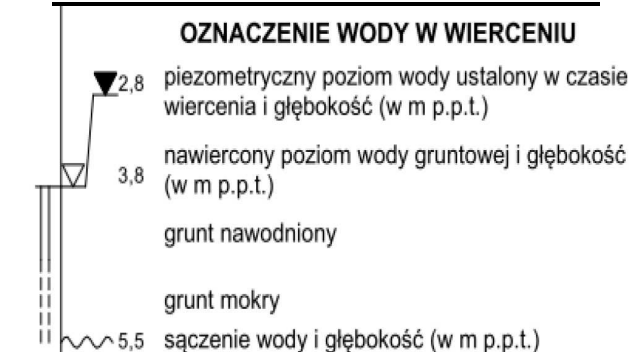 OZNACZENIE WODY W WIERCENIU
2,8 piezometryczny poziom wody ustalony w czasie
wiercenia i głębokość (w m p.p.t.)
nawiercony poziom wody gruntowej i głębokość
3,8 (w m p.p.t.)
grunt nawodniony
grunt mokry
5,5 sączenie wody i głębokość (w m p.p.t.)